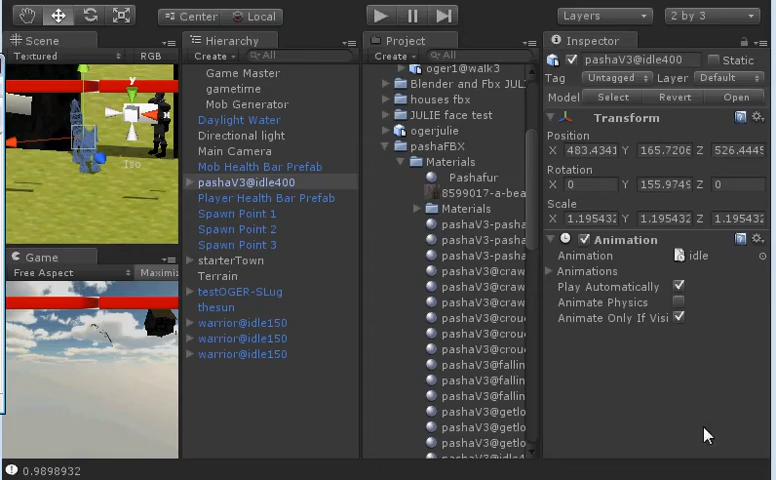 Center Local
Layers 2 by 3
Scene
Textured RGB
Iso
Game
Free Aspect Maximiz
Hierarchy
Create All
Game Master
gametime
Mob Generator
Daylight Water
Directional light
Main Camera
Mob Health Bar Prefab
pashaV3@idle400
Player Health Bar Prefab
Spawn Point 1
Spawn Point 2
Spawn Point 3
starterTown
Terrain
testOGER-SLug
thesun
warrior@idle150
warrior@idle150
warrior@idle150
Project
Create All
oger1@walk3
Blender and Fbx JULI
houses fbx
JULIE face test
ogerjulie
pashaFBX
Materials
Pashafur
8599017-a-bea
Materials
pashaV3-pasha
pashaV3-pasha
pashaV3-pasha
pashaV3@craw
pashaV3@craw
pashaV3@craw
pashaV3@crou
pashaV3@crou
pashaV3@crou
pashaV3@fallin
pashaV3@fallin
pashaV3@fallin
pashaV3@getlo
pashaV3@getlo
pashaV3@getlo
pashaV3@idle4
Inspector
pashaV3@idle400 Static
Tag Untagged Layer Default
Model Select Revert Open
Transform
Position
X 483.4341 Y 165.7206 Z 526.4445
Rotation
X 0 Y 155.9749 Z 0
Scale
X 1.195432 Y 1.195432 Z 1.195432
Animation
Animation idle
Animations
Play Automatically
Animate Physics
Animate Only If Visi
0.9898932